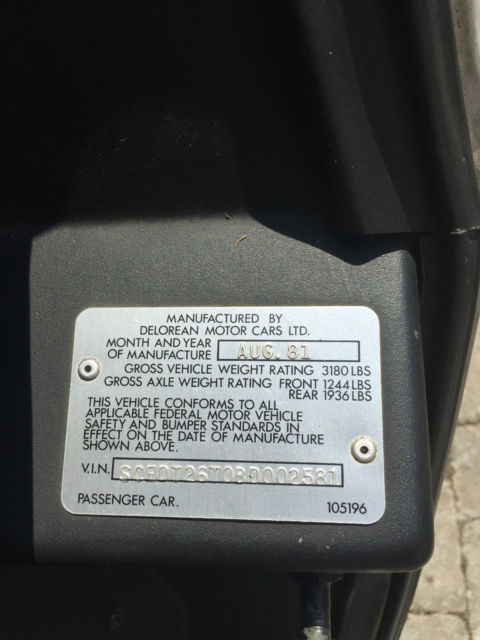 MANUFACTURED BY
DELOREAN MOTOR CARS LTD.
MONTH AND YEAR
OF MANUFACTURE AUG. 81
GROSS VEHICLE WEIGHT RATING 3180 LBS
GROSS AXLE WEIGHT RATING FRONT 1244 LBS
REAR 1936 LBS
THIS VEHICLE CONFORMS TO ALL
APPLICABLE FEDERAL MOTOR VEHICLE
SAFETY AND BUMPER STANDARDS IN
EFFECT ON THE DATE OF MANUFACTURE
SHOWN ABOVE.
V.I.N.
PASSENGER CAR. 105196